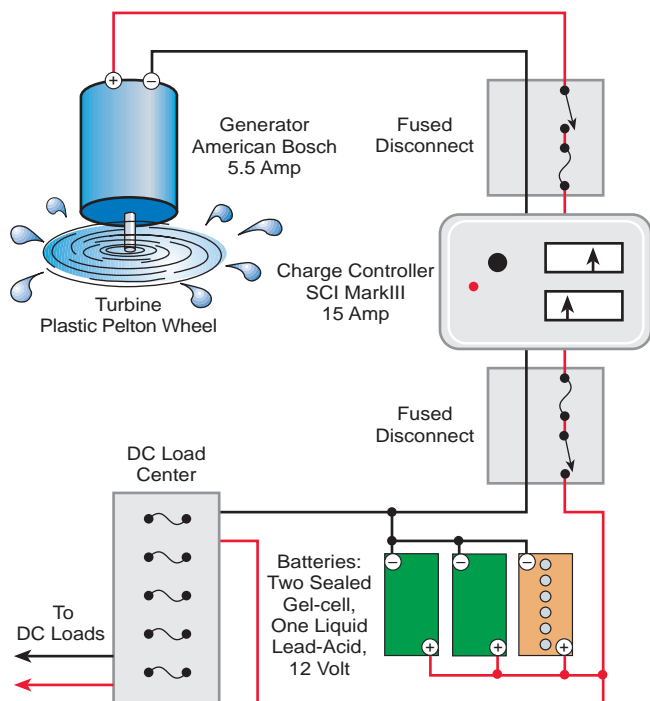 +
−
Generator
American Bosch
5.5 Amp
Fused
Disconnect
Turbine
Plastic Pelton Wheel
Charge Controller
SCI MarkIII
15 Amp
Fused
Disconnect
DC Load
Center
Batteries:
Two Sealed
Gel-cell,
One Liquid
Lead-Acid,
12 Volt
−
−
−
+
+
+
To
DC Loads